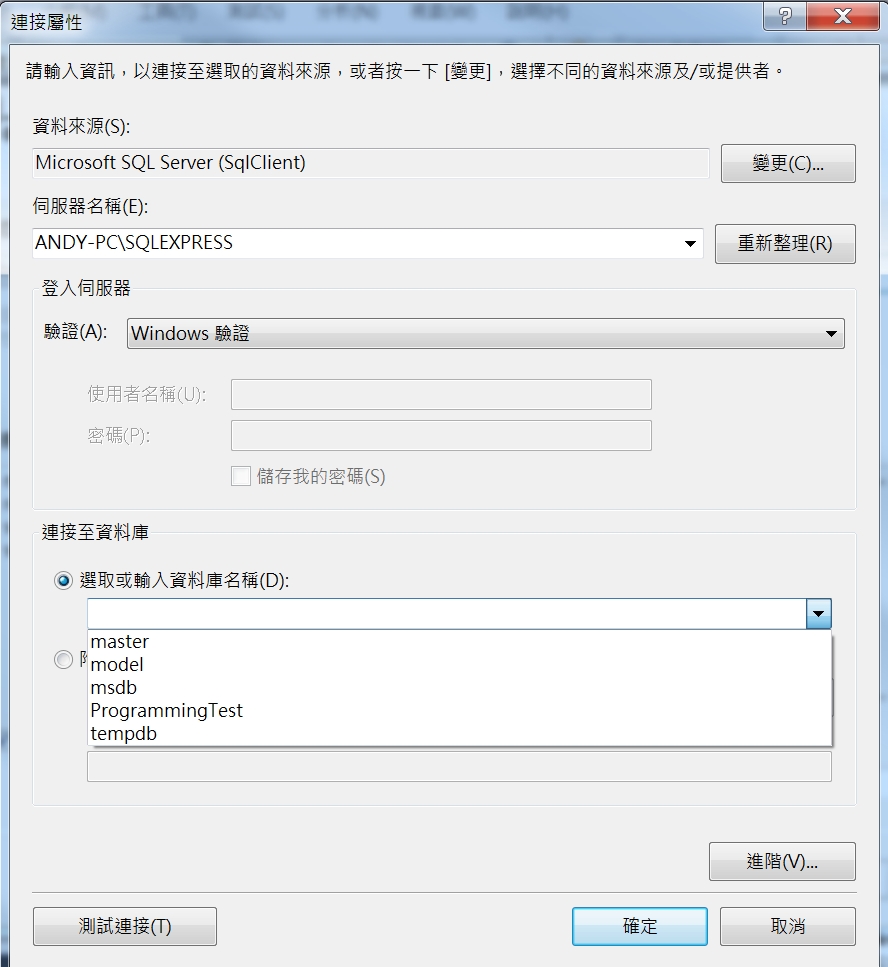 連接屬性
請輸入資訊，以連接至選取的資料來源，或者按一下 [變更]，選擇不同的資料來源及/或提供者。
資料來源(S):
Microsoft SQL Server (SqlClient)
變更(C)...
伺服器名稱(E):
ANDY-PC\SQLEXPRESS
重新整理(R)
登入伺服器
驗證(A):
Windows 驗證
使用者名稱(U):
密碼(P):
儲存我的密碼(S)
連接至資料庫
選取或輸入資料庫名稱(D):
master
model
msdb
ProgrammingTest
tempdb
進階(V)...
測試連接(T)
確定
取消